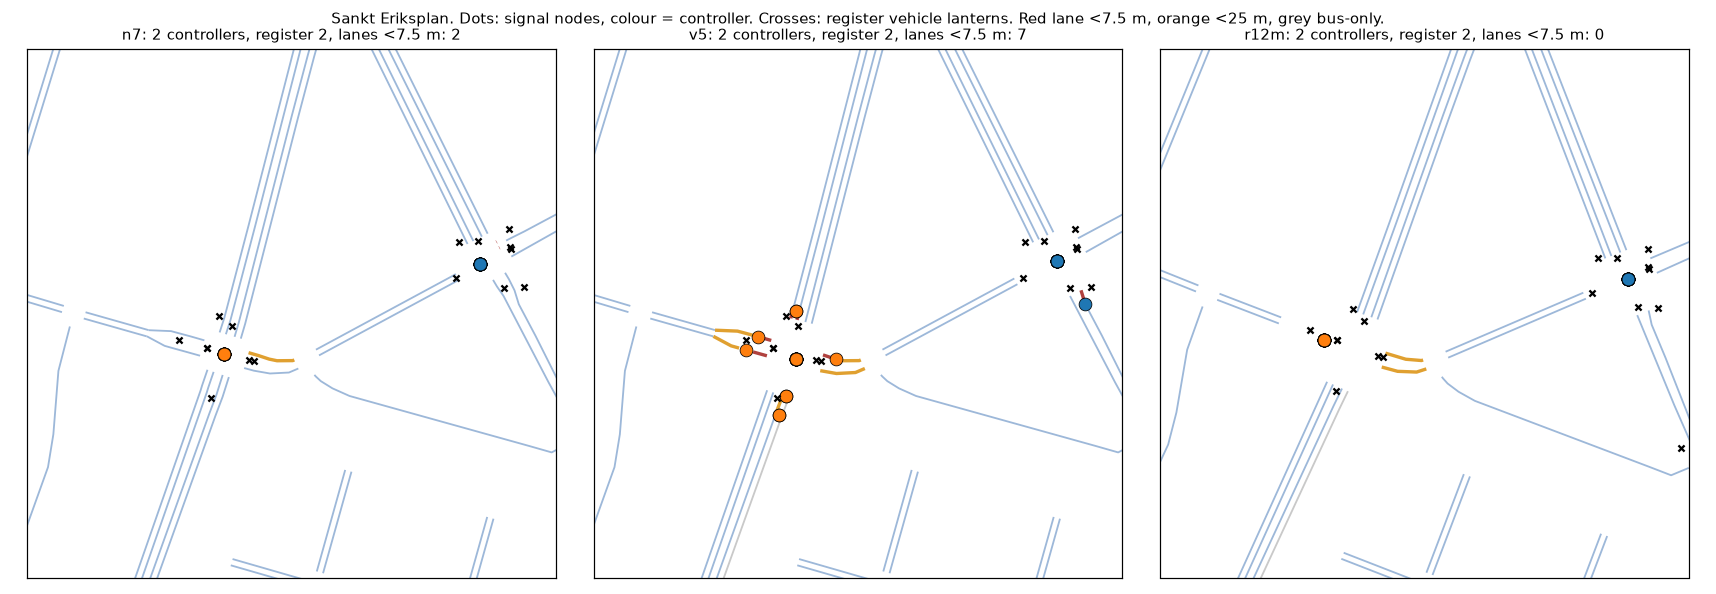 Sankt Eriksplan. Dots: signal nodes, colour = controller. Crosses: register vehicle lanterns. Red lane <7.5 m, orange <25 m, grey bus-only.
n7: 2 controllers, register 2, lanes <7.5 m: 2
v5: 2 controllers, register 2, lanes <7.5 m: 7
r12m: 2 controllers, register 2, lanes <7.5 m: 0